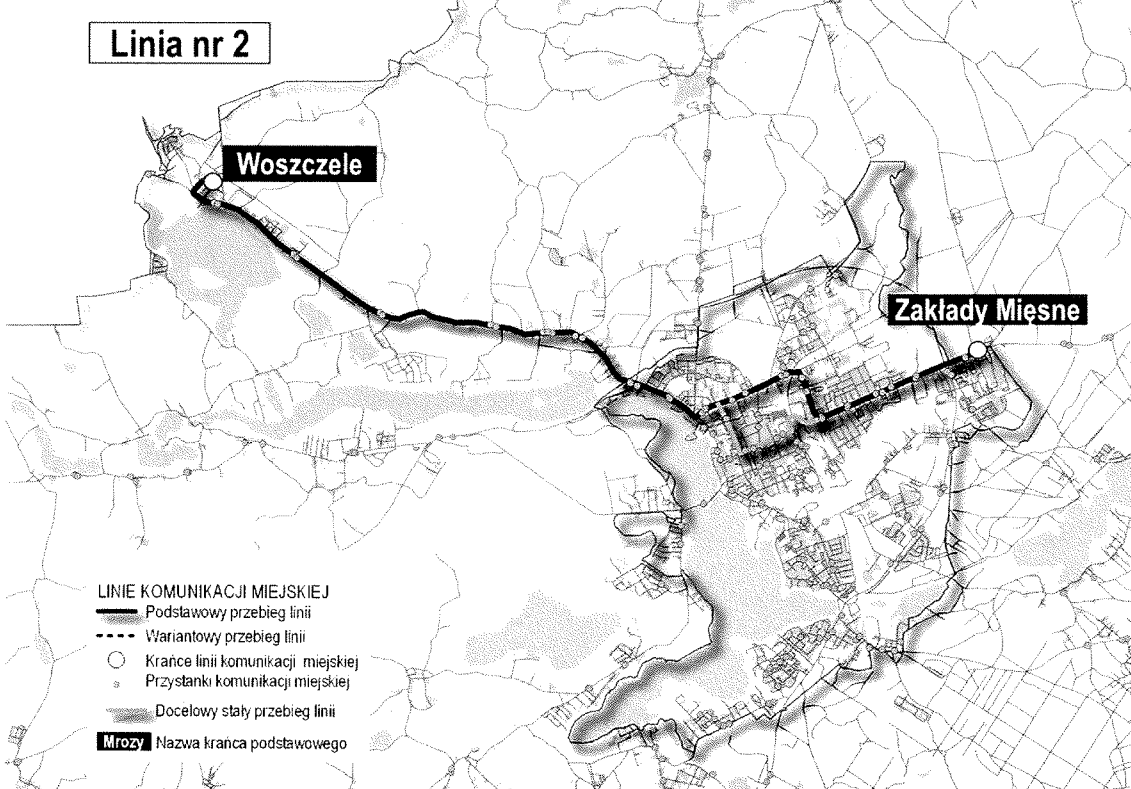 Linia nr 2
Woszczele
Zakłady Mięsne
LINIE KOMUNIKACJI MIEJSKIEJ
Podstawowy przebieg linii
Wariantowy przebieg linii
Krańce linii komunikacji miejskiej
Przystanki komunikacji miejskiej
Docelowy stały przebieg linii
Mrozy Nazwa krańca podstawowego